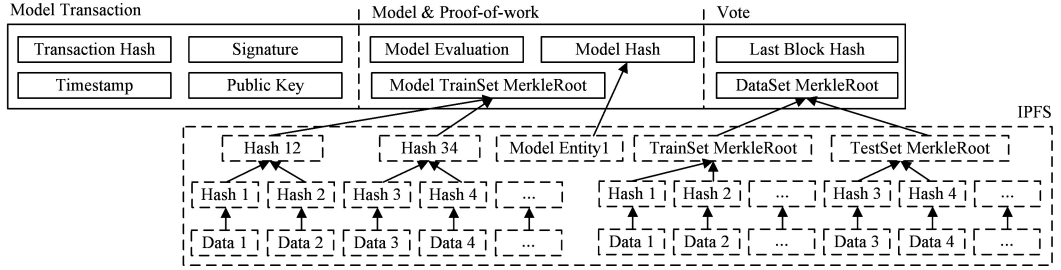 Model Transaction Model & Proof-of-work Vote
Transaction Hash Signature Model Evaluation Model Hash Last Block Hash
Timestamp Public Key Model TrainSet MerkleRoot DataSet MerkleRoot
IPFS
Hash 12 Hash 34 Model Entity1 TrainSet MerkleRoot TestSet MerkleRoot
Hash 1 Hash 2 Hash 3 Hash 4 ... Hash 1 Hash 2 ... Hash 3 Hash 4 ...
Data 1 Data 2 Data 3 Data 4 ... Data 1 Data 2 ... Data 3 Data 4 ...